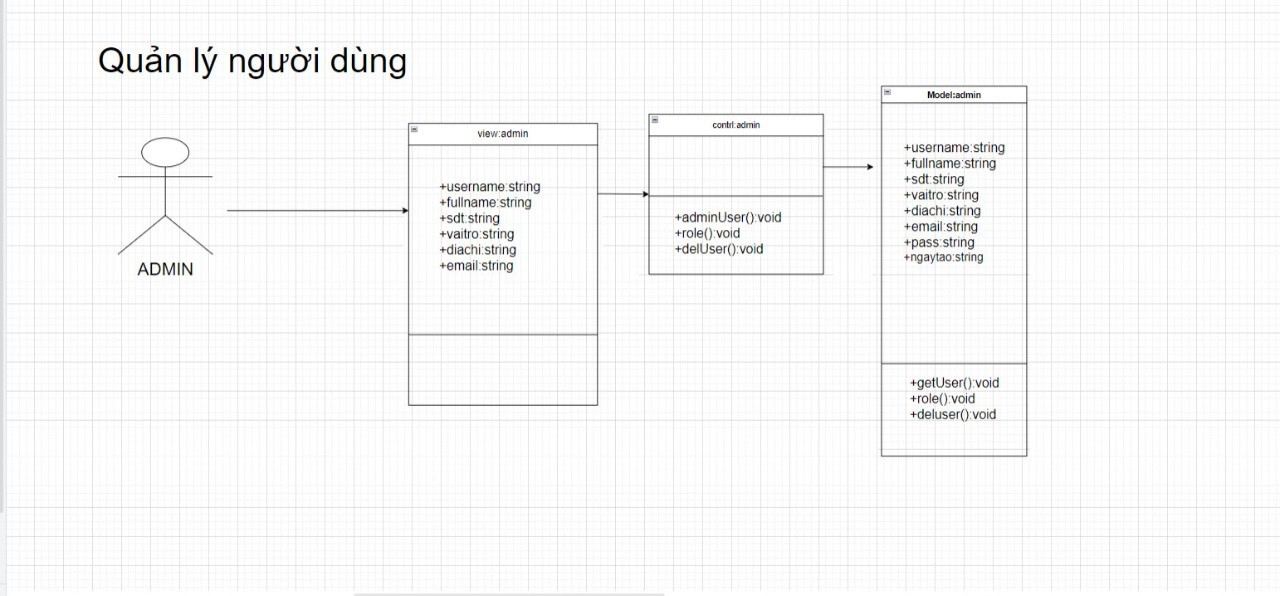 Quản lý người dùng
ADMIN
view:admin
+username:string
+fullname:string
+sdt:string
+vaitro:string
+diachi:string
+email:string
contrl:admin
+adminUser():void
+role():void
+delUser():void
Model:admin
+username:string
+fullname:string
+sdt:string
+vaitro:string
+diachi:string
+email:string
+pass:string
+ngaytao:string
+getUser():void
+role():void
+deluser():void